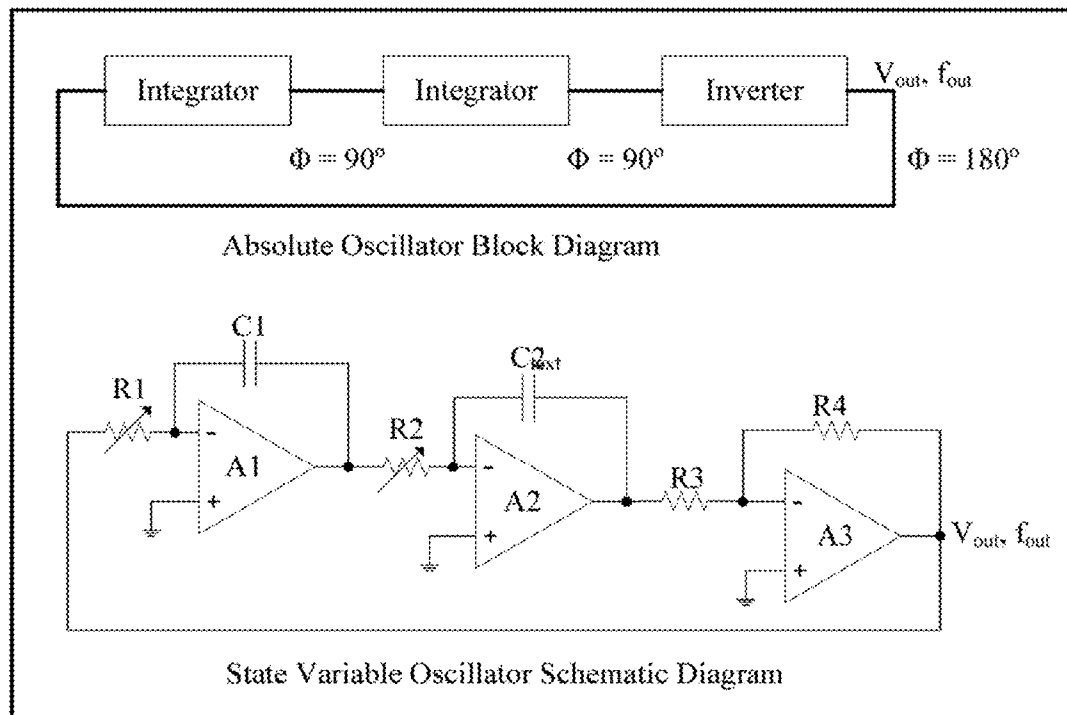 Integrator
Integrator
Inverter
Vout, fout
Φ = 90°
Φ = 90°
Φ = 180°
Absolute Oscillator Block Diagram
C1
C2text
R1
R2
R4
R3
-
+
A1
-
+
A2
-
+
A3
Vout, fout
State Variable Oscillator Schematic Diagram